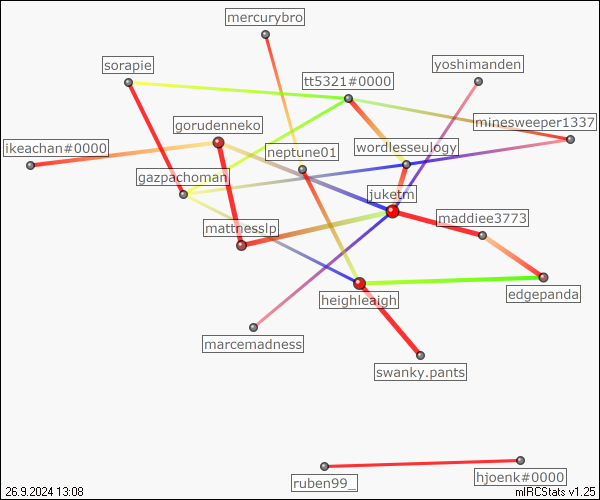 mercurybro
sorapie
tt5321#0000
yoshimanden
gorudenneko
minesweeper1337
ikeachan#0000
neptune01
wordlesseulogy
gazpachoman
juketm
mattnesslp
maddiee3773
heighleaigh
edgepanda
marcemadness
swanky.pants
ruben99_
hjoenk#0000
26.9.2024 13:08
mIRCStats v1.25